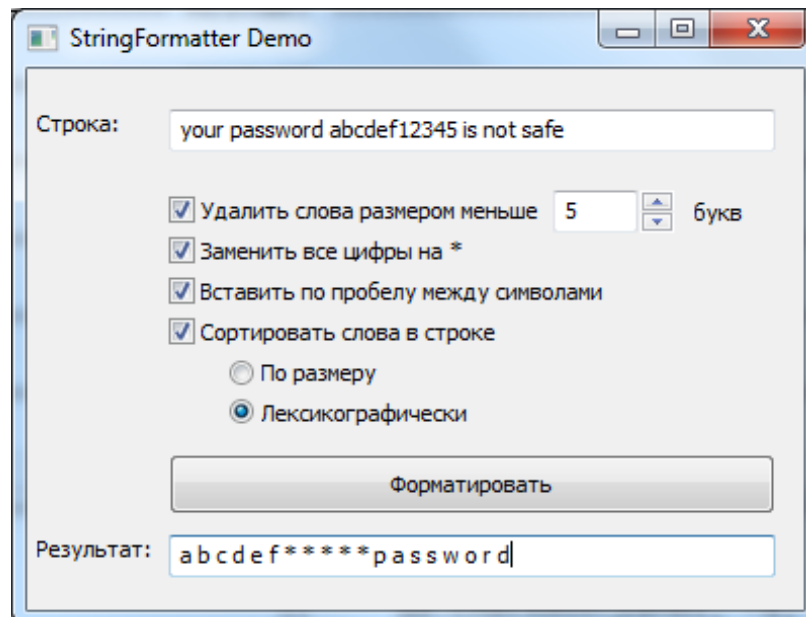 StringFormatter Demo
Строка: your password abcdef12345 is not safe
Удалить слова размером меньше 5 букв
Заменить все цифры на *
Вставить по пробелу между символами
Сортировать слова в строке
По размеру
Лексикографически
Форматировать
Результат: a b c d e f * * * * * p a s s w o r d